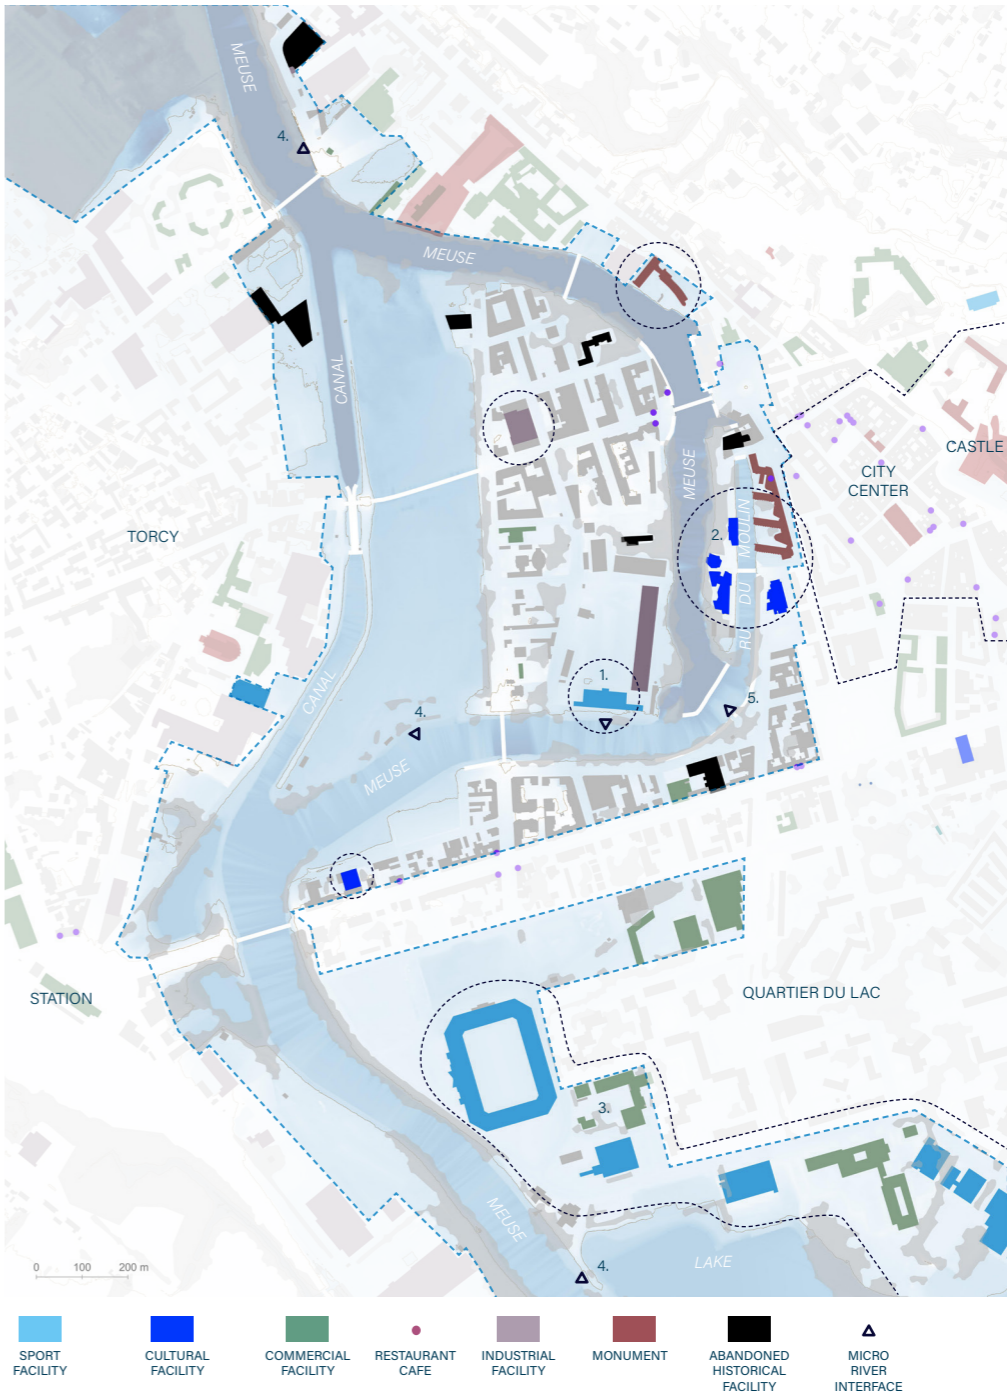 MEUSE
4.
MEUSE
CANAL
CASTLE
CITY
CENTER
MEUSE
TORCY
2.
RU DU MOULIN
CANAL
1.
4.
5.
MEUSE
STATION
QUARTIER DU LAC
3.
MEUSE
LAKE
4.
0 100 200 m
SPORT
FACILITY
CULTURAL
FACILITY
COMMERCIAL
FACILITY
RESTAURANT
CAFE
INDUSTRIAL
FACILITY
MONUMENT
ABANDONED
HISTORICAL
FACILITY
MICRO
RIVER
INTERFACE